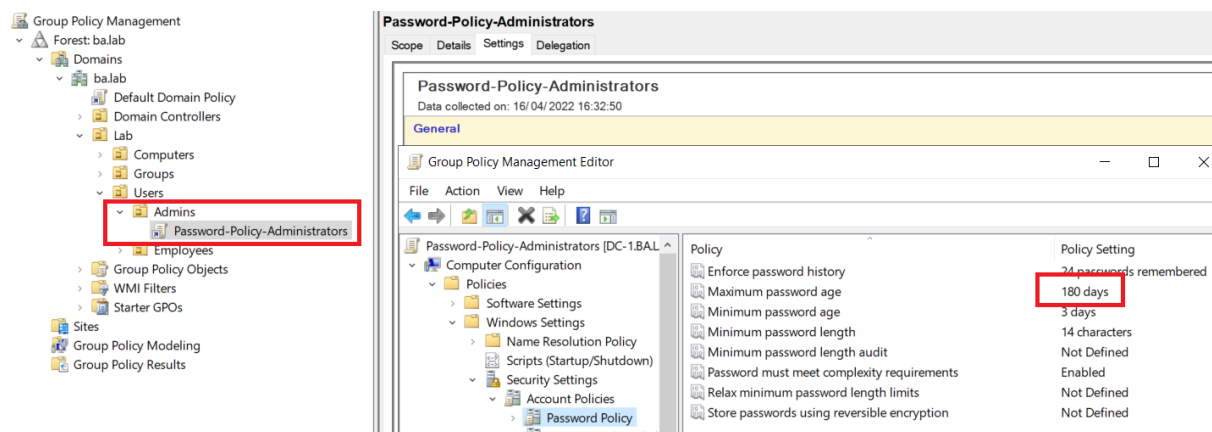 Group Policy Management
Forest: ba.lab
Domains
ba.lab
Default Domain Policy
Domain Controllers
Lab
Computers
Groups
Users
Admins
Password-Policy-Administrators
Employees
Group Policy Objects
WMI Filters
Starter GPOs
Sites
Group Policy Modeling
Group Policy Results
Password-Policy-Administrators
Scope Details Settings Delegation
Password-Policy-Administrators
Data collected on: 16/04/2022 16:32:50
General
Group Policy Management Editor
File Action View Help
Password-Policy-Administrators [DC-1.BA.L
Computer Configuration
Policies
Software Settings
Windows Settings
Name Resolution Policy
Scripts (Startup/Shutdown)
Security Settings
Account Policies
Password Policy
Policy Policy Setting
Enforce password history 24 passwords remembered
Maximum password age 180 days
Minimum password age 3 days
Minimum password length 14 characters
Minimum password length audit Not Defined
Password must meet complexity requirements Enabled
Relax minimum password length limits Not Defined
Store passwords using reversible encryption Not Defined